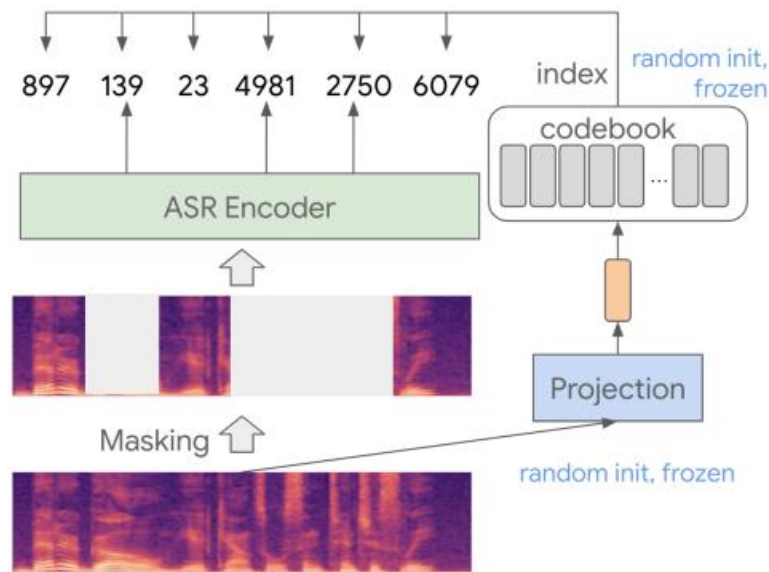 897 139 23 4981 2750 6079
index
random init,
frozen
codebook
...
ASR Encoder
Projection
Masking
random init, frozen